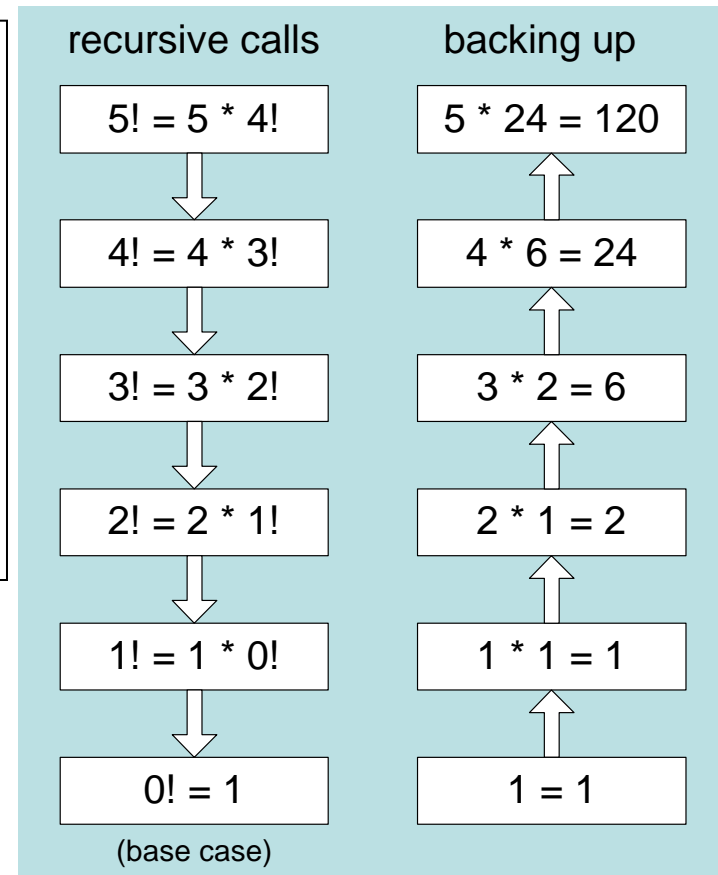 recursive calls
5! = 5 * 4!
4! = 4 * 3!
3! = 3 * 2!
2! = 2 * 1!
1! = 1 * 0!
0! = 1
(base case)
backing up
5 * 24 = 120
4 * 6 = 24
3 * 2 = 6
2 * 1 = 2
1 * 1 = 1
1 = 1